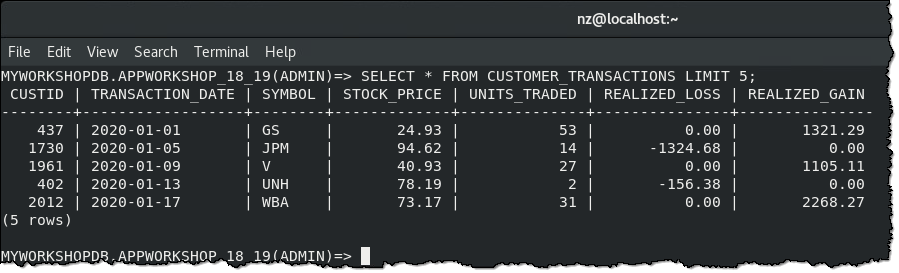 nz@localhost:~
File Edit View Search Terminal Help
MYWORKSHOPDB.APPWORKSHOP_18_19(ADMIN)=> SELECT * FROM CUSTOMER_TRANSACTIONS LIMIT 5;
CUSTID | TRANSACTION_DATE | SYMBOL | STOCK_PRICE | UNITS_TRADED | REALIZED_LOSS | REALIZED_GAIN
--------+------------------+--------+-------------+--------------+---------------+---------------
437 | 2020-01-01 | GS | 24.93 | 53 | 0.00 | 1321.29
1730 | 2020-01-05 | JPM | 94.62 | 14 | -1324.68 | 0.00
1961 | 2020-01-09 | V | 40.93 | 27 | 0.00 | 1105.11
402 | 2020-01-13 | UNH | 78.19 | 2 | -156.38 | 0.00
2012 | 2020-01-17 | WBA | 73.17 | 31 | 0.00 | 2268.27
(5 rows)
MYWORKSHOPDB.APPWORKSHOP_18_19(ADMIN)=>